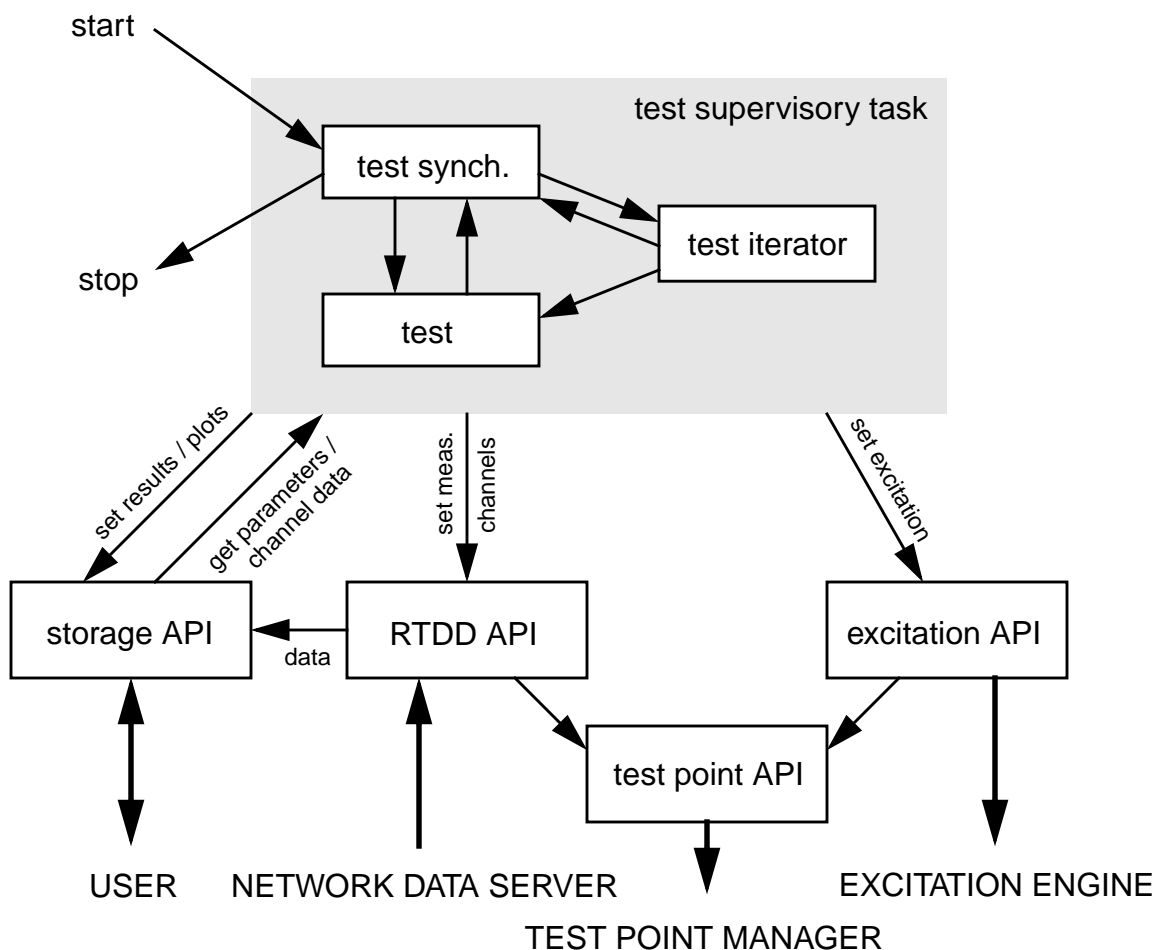 start
test supervisory task
test synch.
test iterator
stop
test
set results / plots
get parameters /
channel data
set meas.
channels
set excitation
storage API
RTDD API
excitation API
data
test point API
USER
NETWORK DATA SERVER
EXCITATION ENGINE
TEST POINT MANAGER